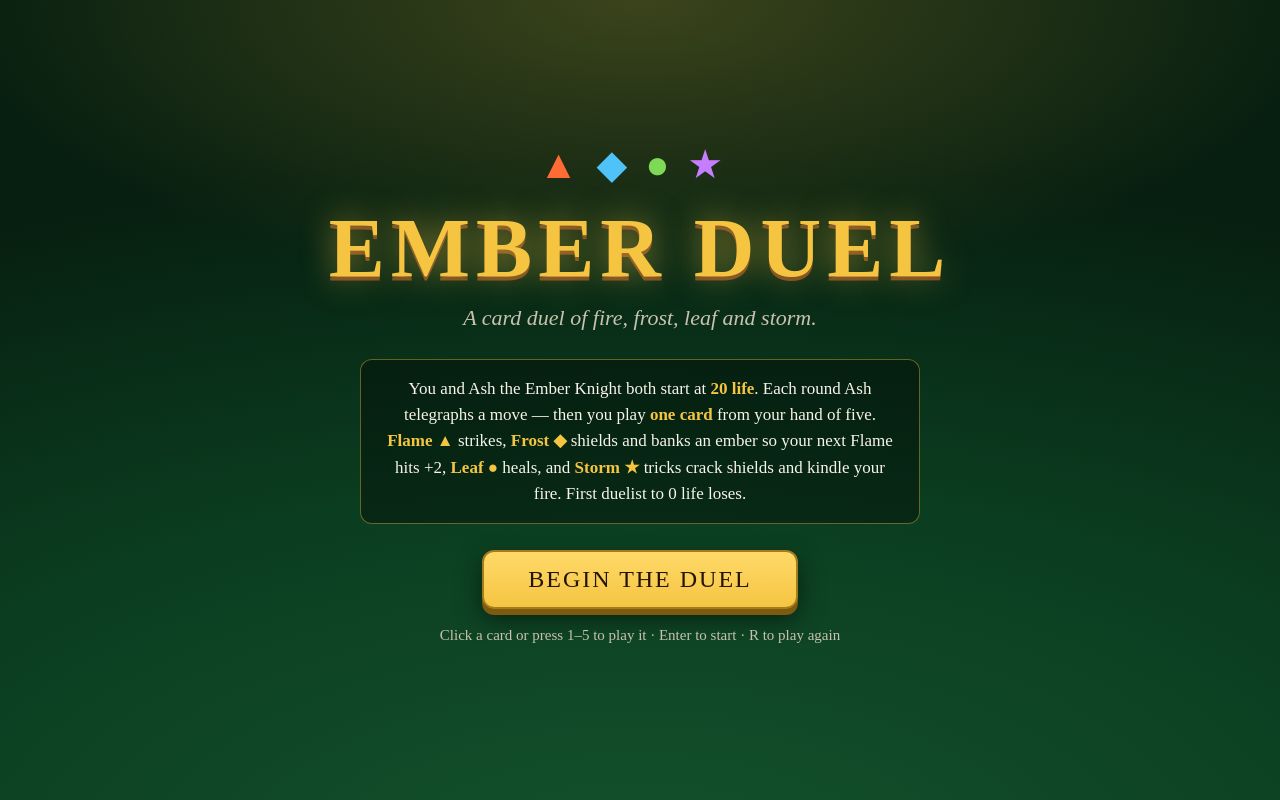 ▲ ◆ ● ★
EMBER DUEL
A card duel of fire, frost, leaf and storm.
You and Ash the Ember Knight both start at 20 life. Each round Ash
telegraphs a move — then you play one card from your hand of five.
Flame ▲ strikes, Frost ◆ shields and banks an ember so your next Flame
hits +2, Leaf ● heals, and Storm ★ tricks crack shields and kindle your
fire. First duelist to 0 life loses.
BEGIN THE DUEL
Click a card or press 1–5 to play it · Enter to start · R to play again